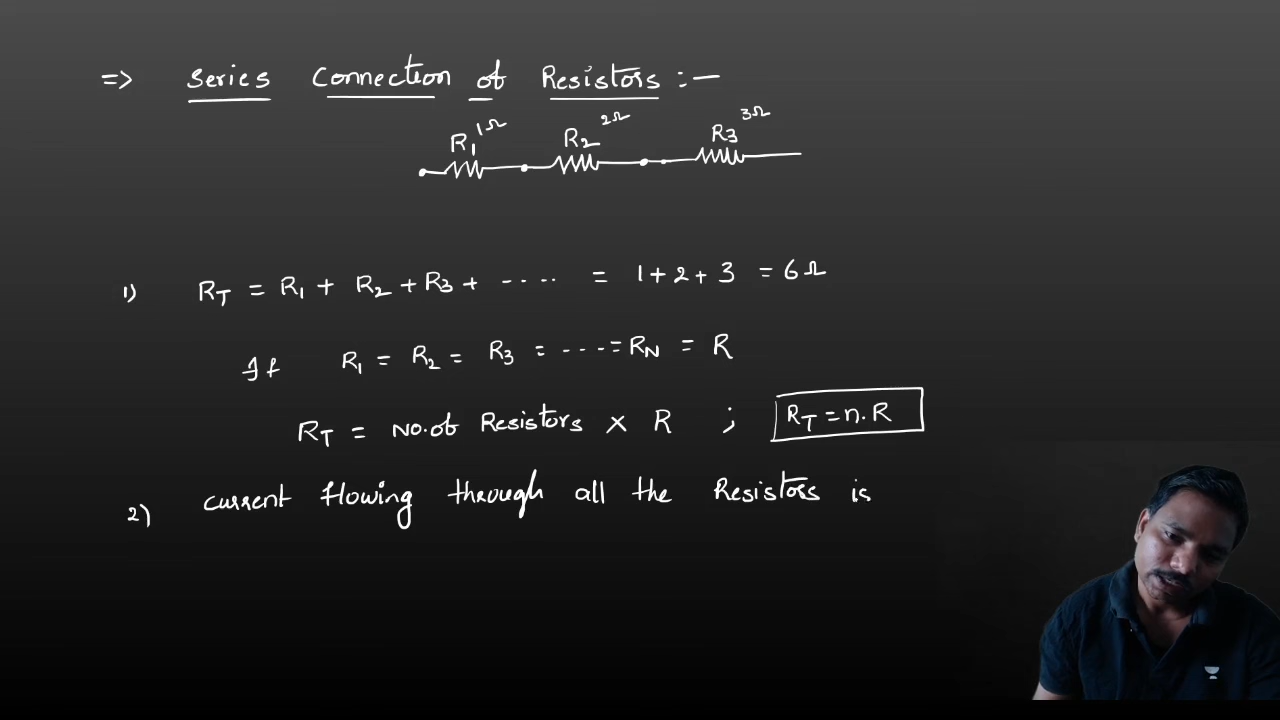 => Series Connection of Resistors :-
R1 1Ω R2 2Ω R3 3Ω
1) RT = R1 + R2 + R3 + ..... = 1 + 2 + 3 = 6Ω
If R1 = R2 = R3 = ....= RN = R
RT = No.of Resistors × R ; RT = n.R
2) current flowing through all the Resistors is